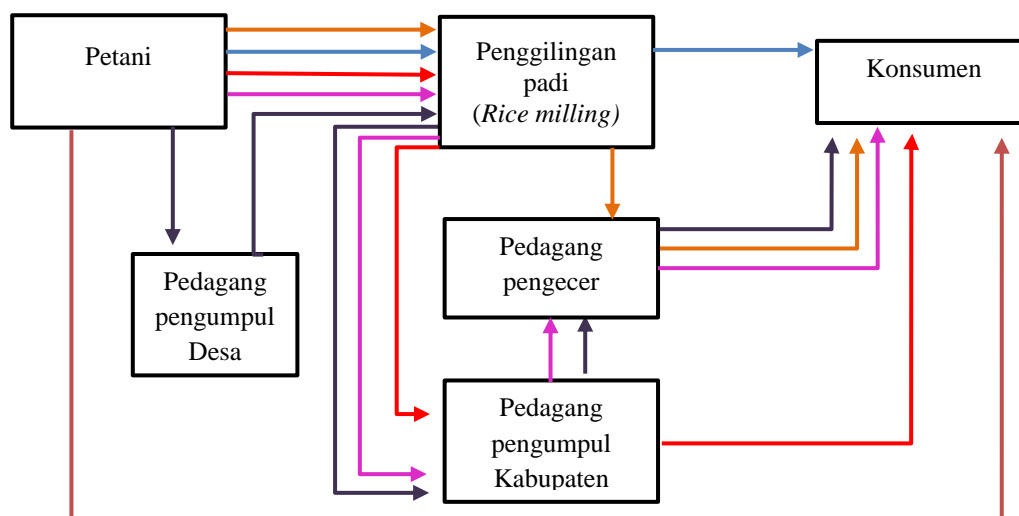 Petani
Penggilingan
padi
(Rice milling)
Konsumen
Pedagang
pengecer
Pedagang
pengumpul
Desa
Pedagang
pengumpul
Kabupaten